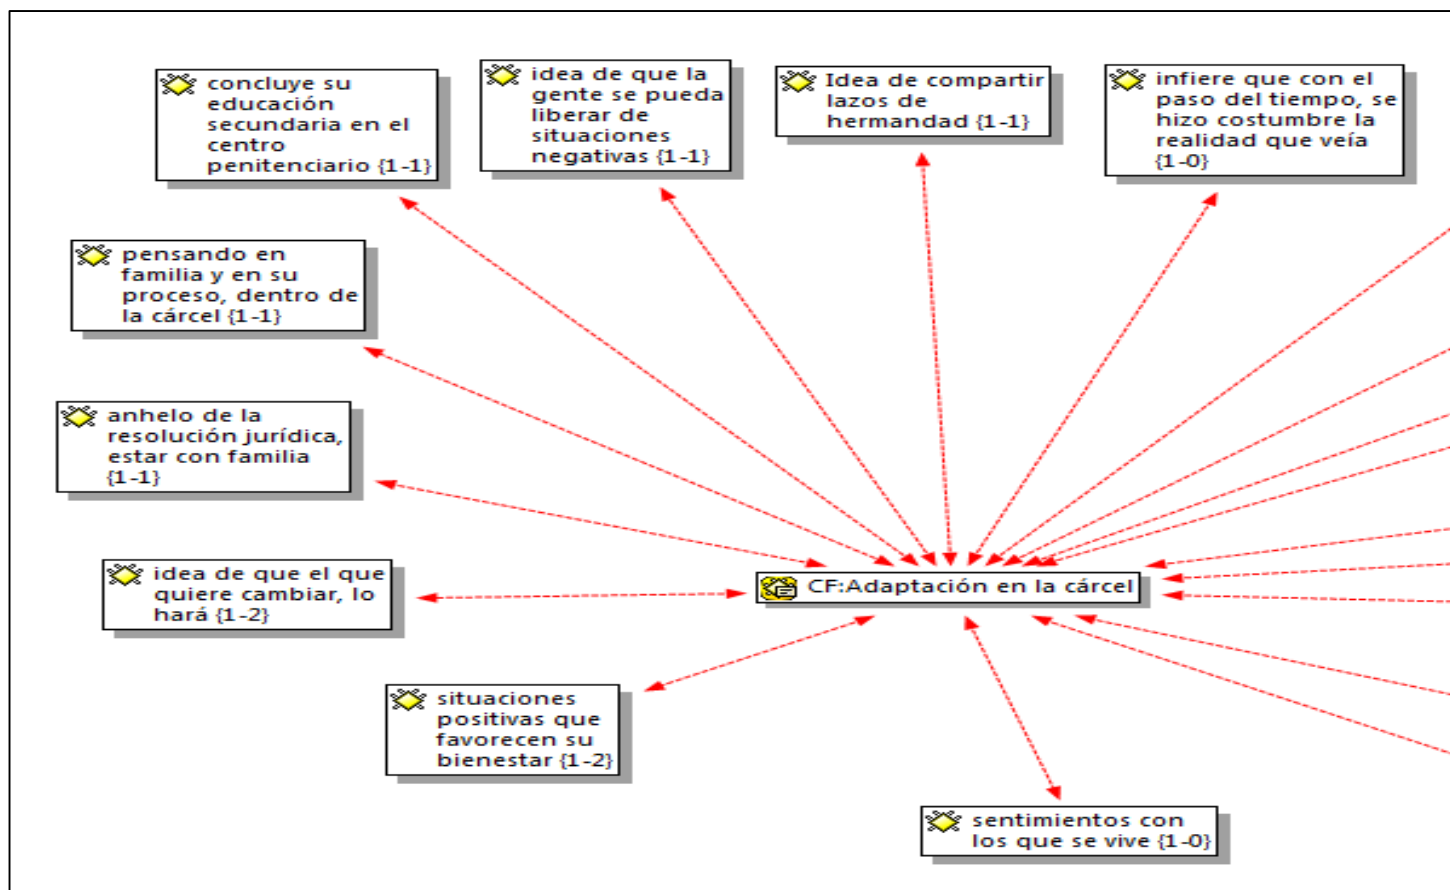 concluye su
educación
secundaria en el
centro
penitenciario {1-1}
idea de que la
gente se pueda
liberar de
situaciones
negativas {1-1}
Idea de compartir
lazos de
hermandad {1-1}
infiere que con el
paso del tiempo, se
hizo costumbre la
realidad que veía
{1-0}
pensando en
familia y en su
proceso, dentro de
la cárcel {1-1}
anhelo de la
resolución jurídica,
estar con familia
{1-1}
idea de que el que
quiere cambiar, lo
hará {1-2}
CF:Adaptación en la cárcel
situaciones
positivas que
favorecen su
bienestar {1-2}
sentimientos con
los que se vive {1-0}